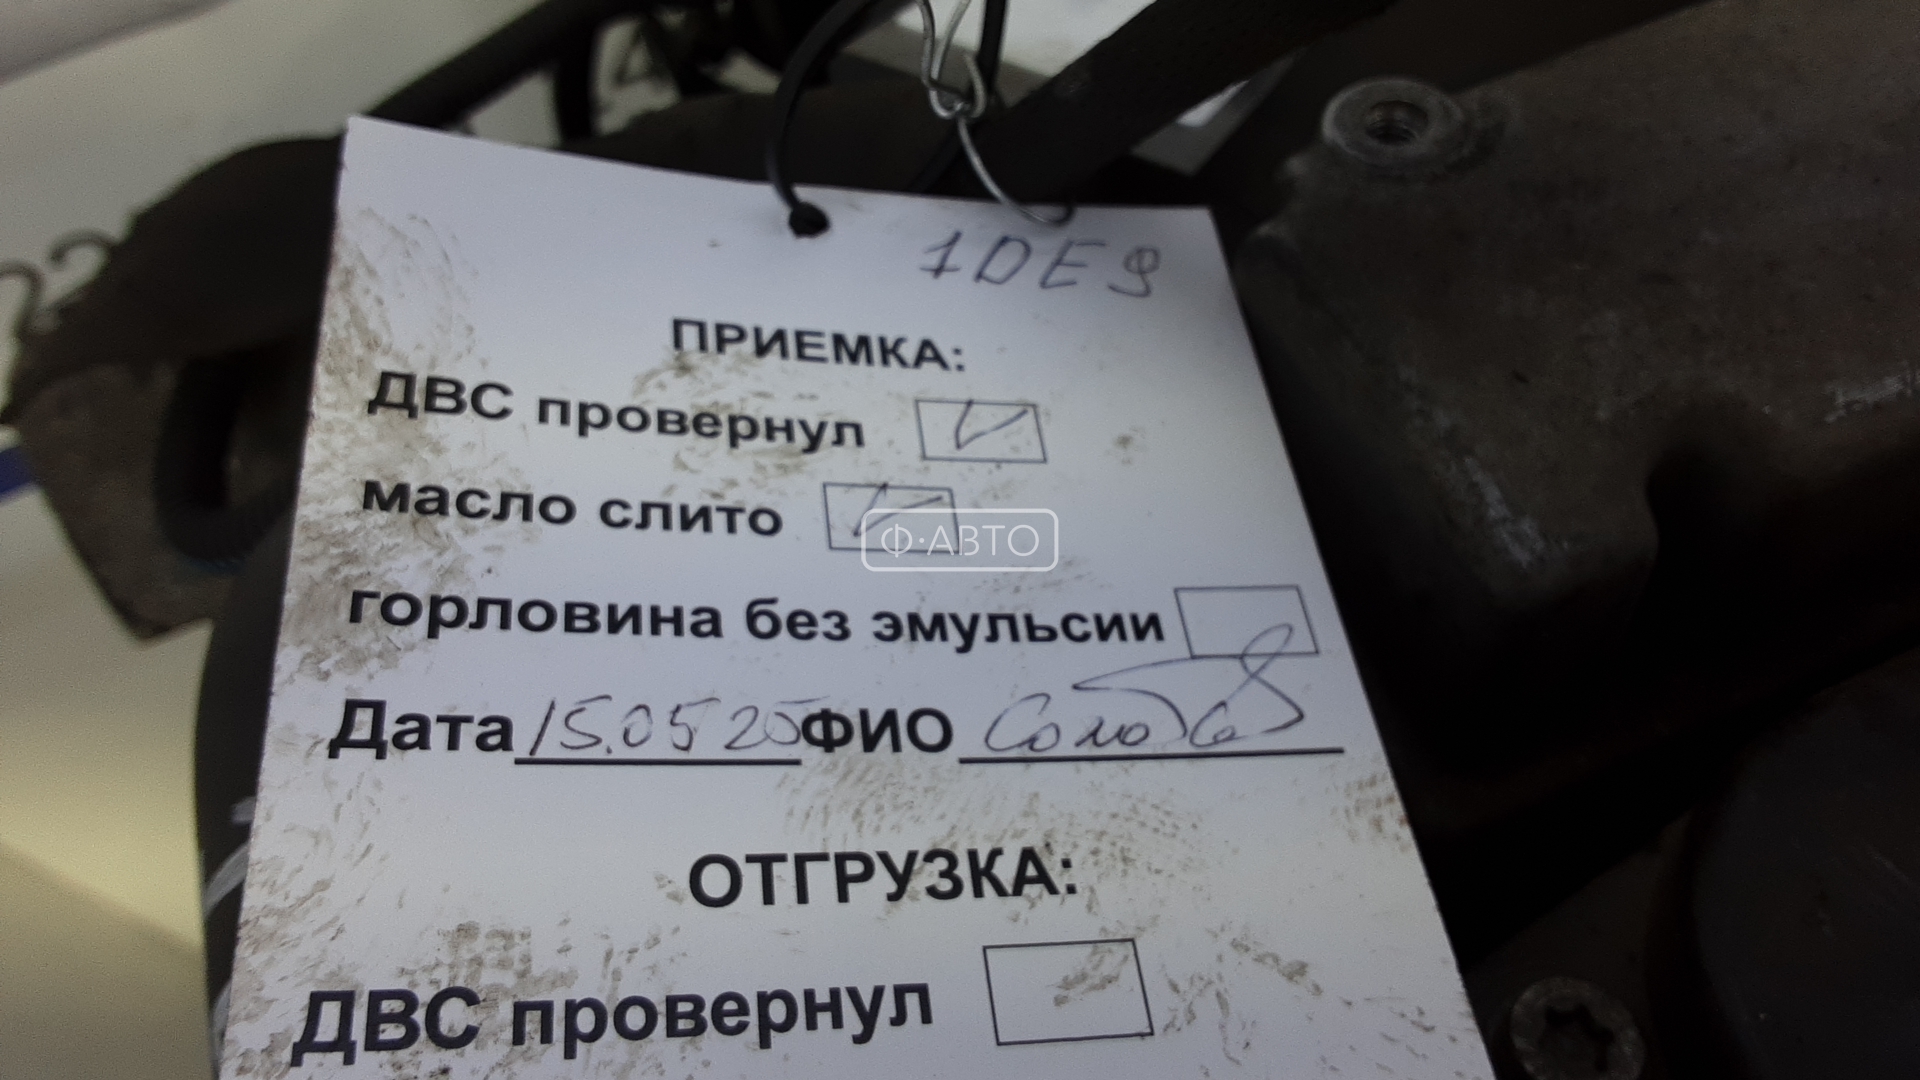 1DE9
ПРИЕМКА:
ДВС провернул
масло слито
Ф·АВТО
горловина без эмульсии
Дата 15.05 25 ФИО
ОТГРУЗКА:
ДВС провернул